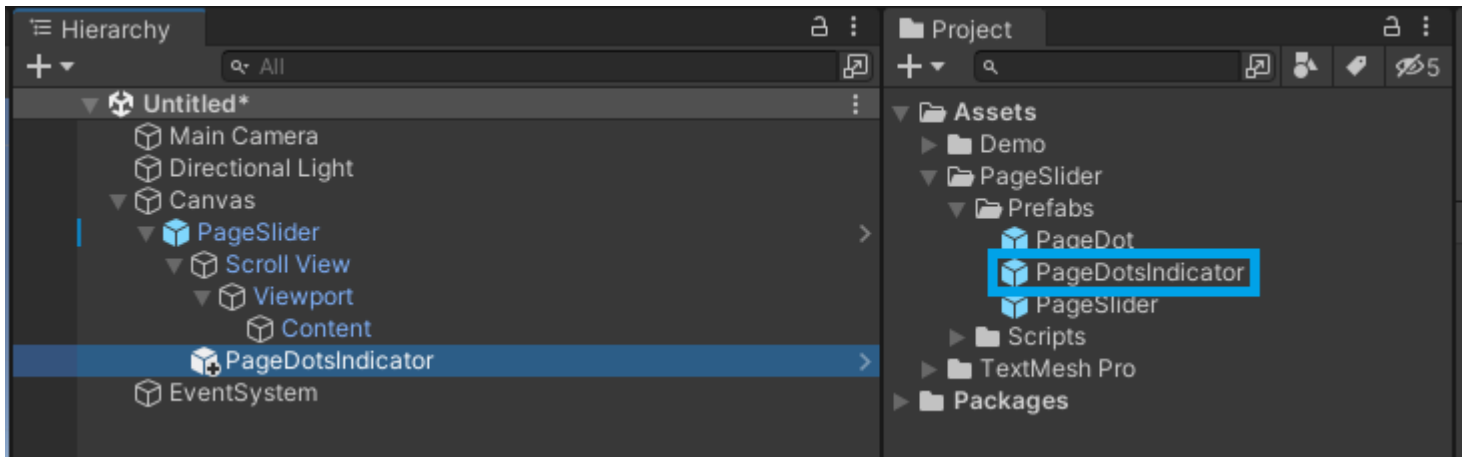 Hierarchy
All
Untitled*
Main Camera
Directional Light
Canvas
PageSlider
Scroll View
Viewport
Content
PageDotsIndicator
EventSystem
Project
5
Assets
Demo
PageSlider
Prefabs
PageDot
PageDotsIndicator
PageSlider
Scripts
TextMesh Pro
Packages